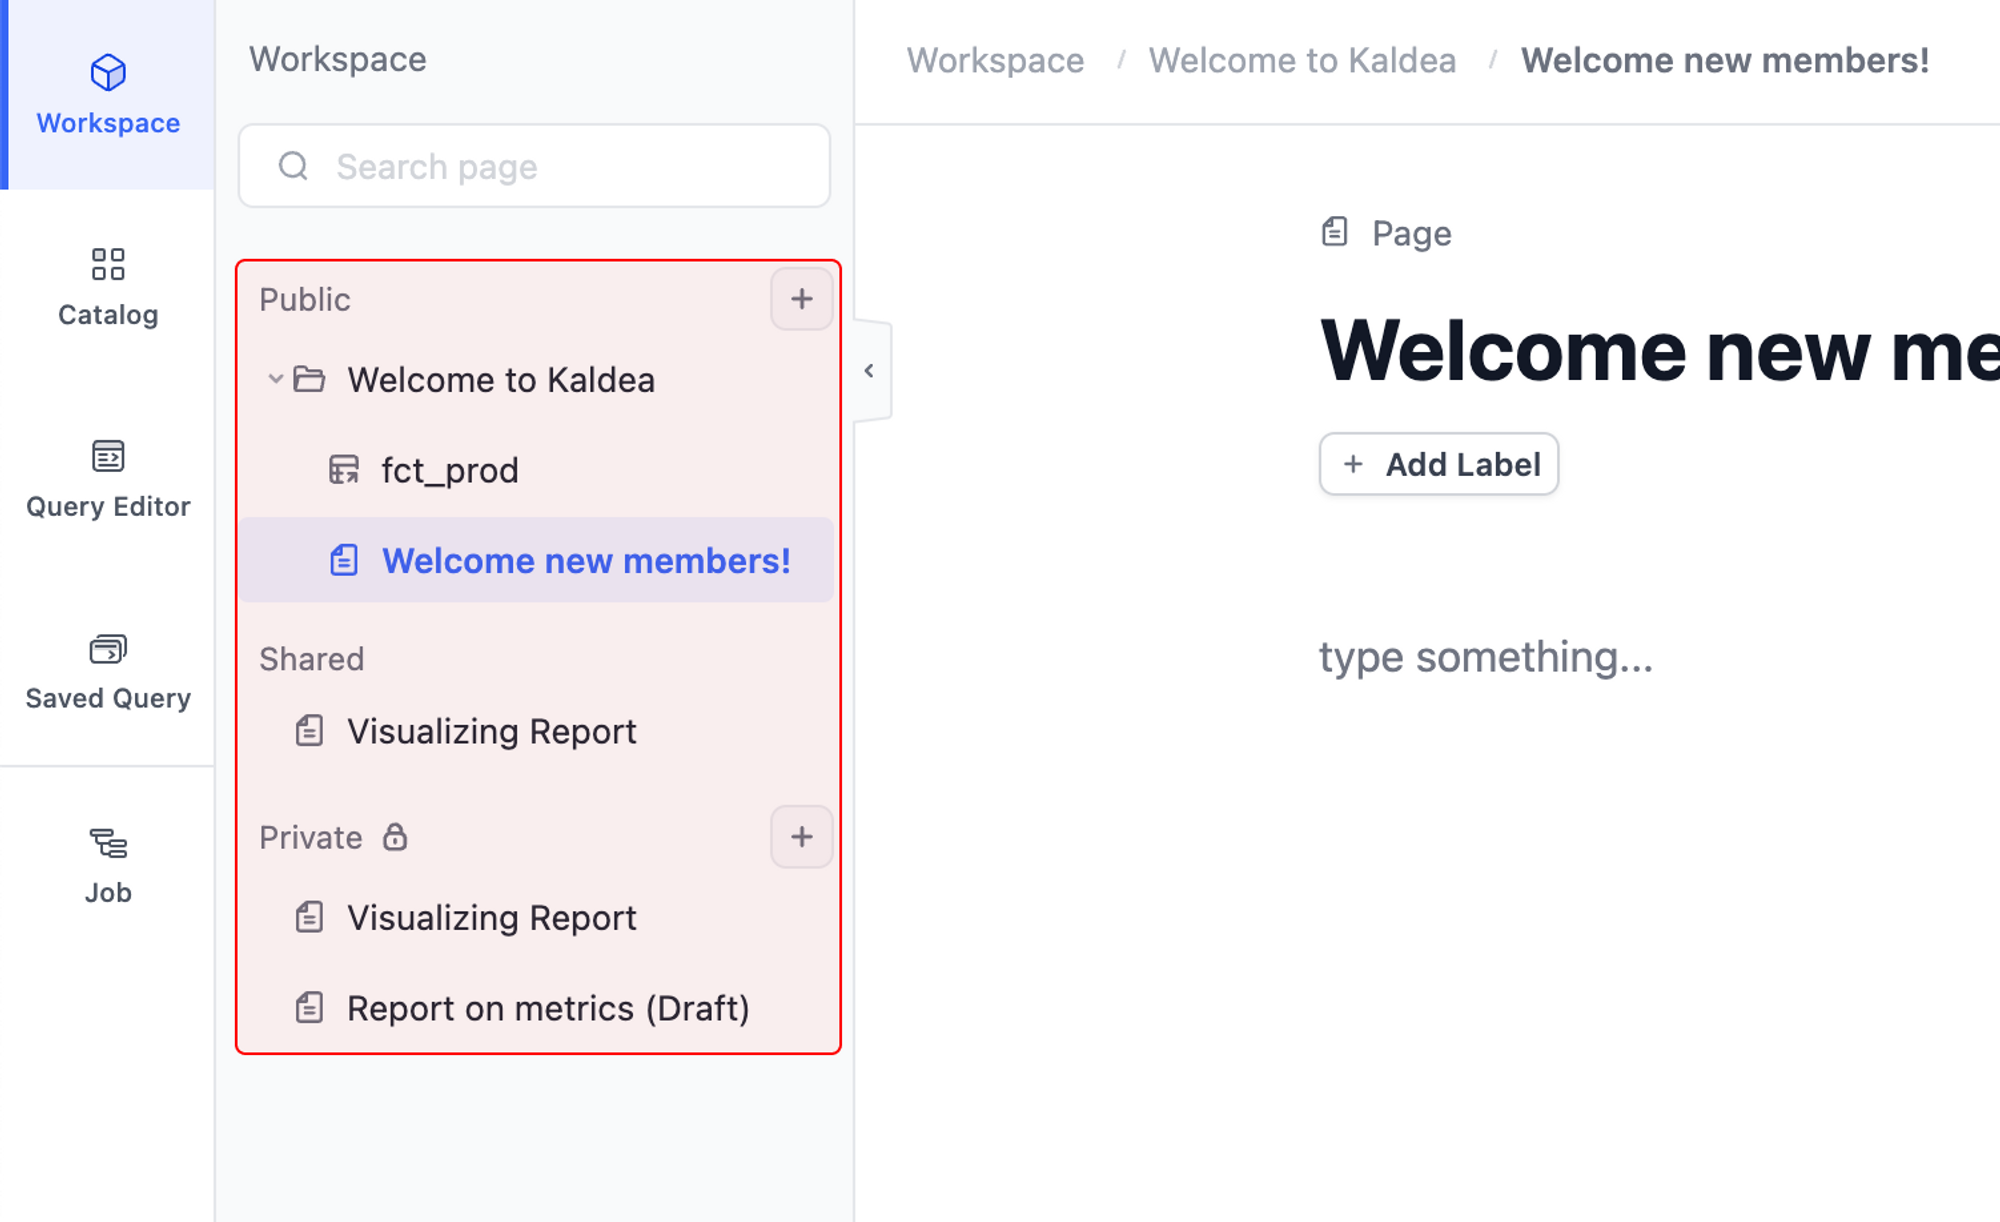 Workspace
Catalog
Query Editor
Saved Query
Job
Workspace
Search page
Public
Welcome to Kaldea
fct_prod
Welcome new members!
Shared
Visualizing Report
Private
Visualizing Report
Report on metrics (Draft)
Workspace / Welcome to Kaldea / Welcome new members!
Page
Welcome new me
+ Add Label
type something...